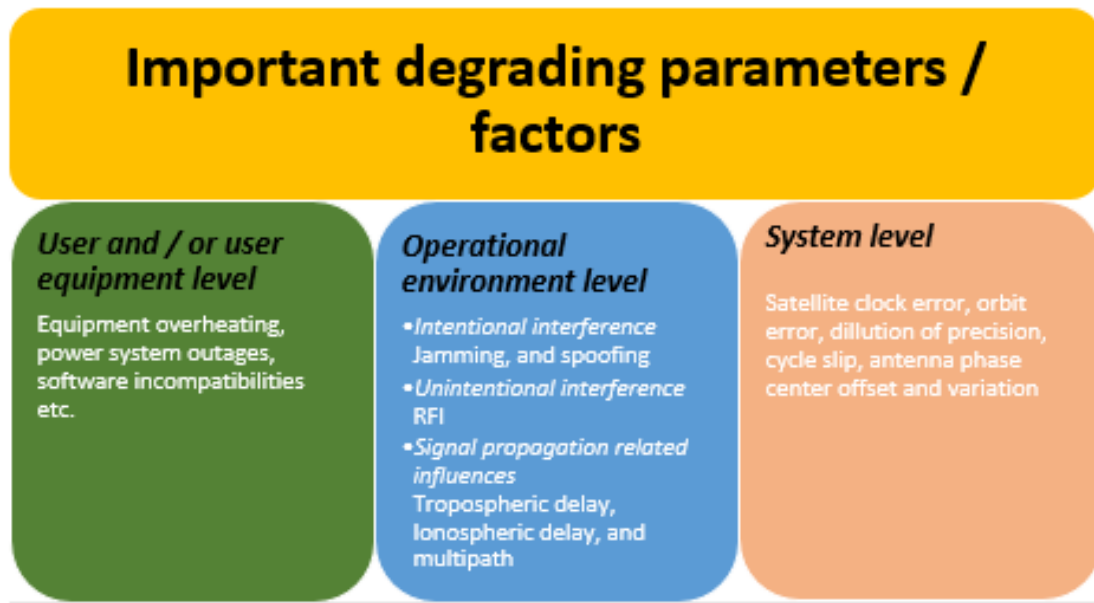 Important degrading parameters /
factors
User and / or user
equipment level
Equipment overheating,
power system outages,
software incompatibilities
etc.
Operational
environment level
•Intentional interference
Jamming, and spoofing
•Unintentional interference
RFI
•Signal propagation related
influences
Tropospheric delay,
Ionospheric delay, and
multipath
System level
Satellite clock error, orbit
error, dillution of precision,
cycle slip, antenna phase
center offset and variation